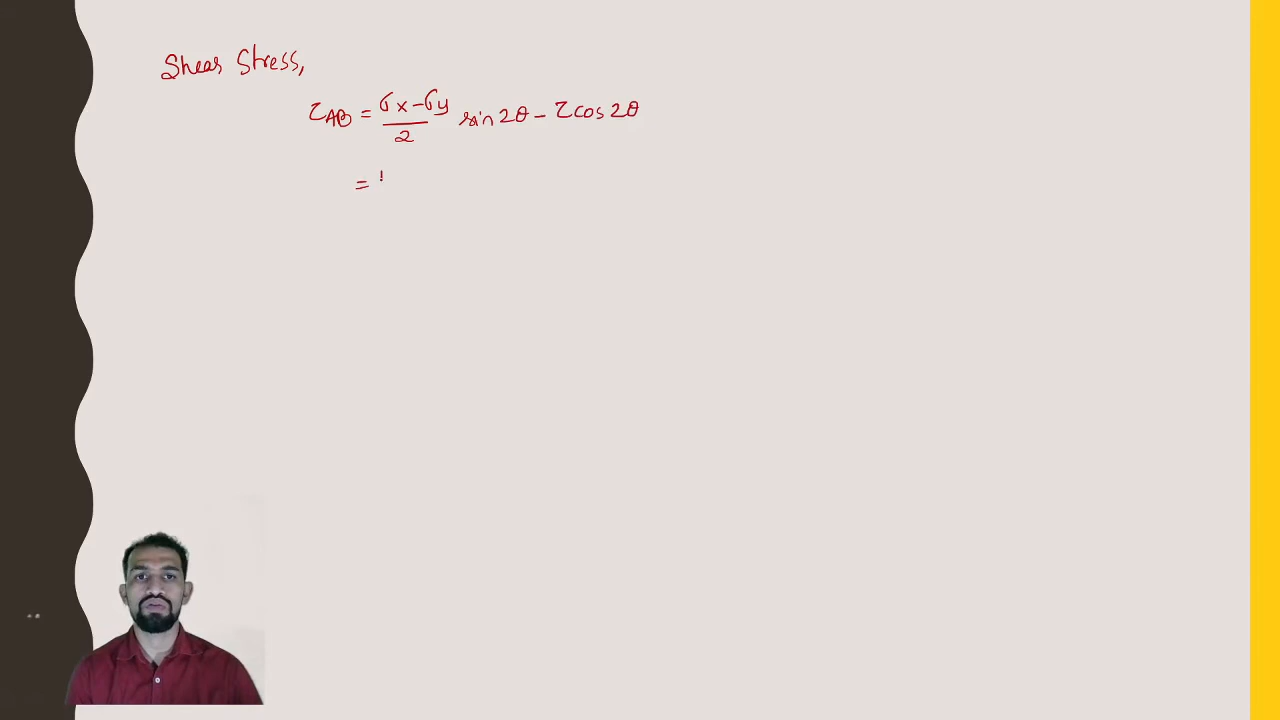 Shear Stress,
τAB = σx - σy / 2 sin 2θ - τ cos 2θ
=